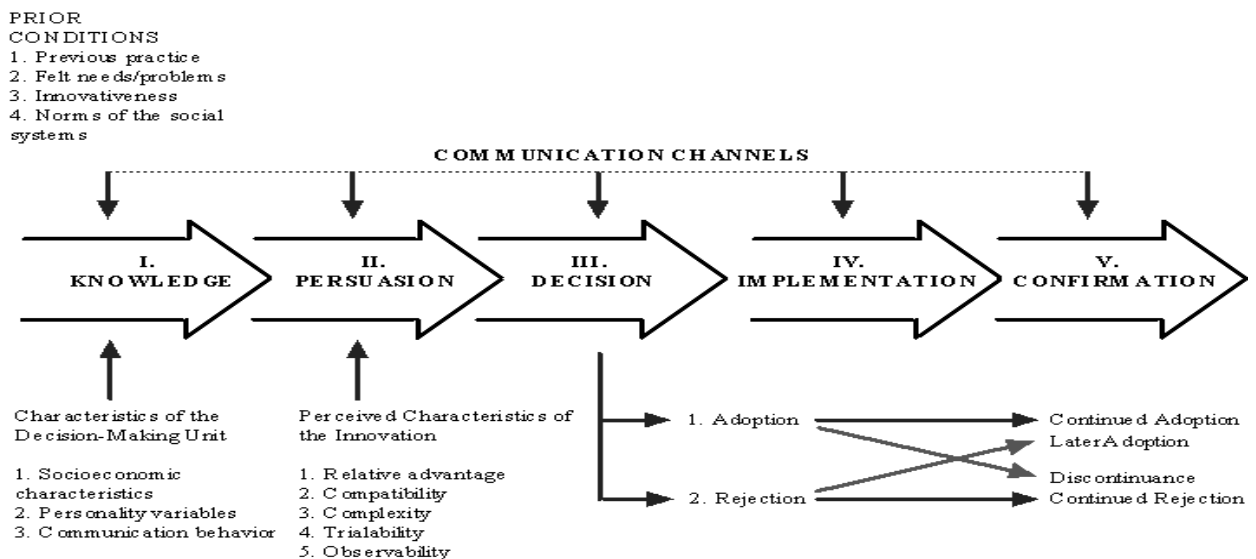 PRIOR
CONDITIONS
1. Previous practice
2. Felt needs/problems
3. Innovativeness
4. Norms of the social
systems
COMMUNICATION CHANNELS
I.
KNOWLEDGE
II.
PERSUASION
III.
DECISION
IV.
IMPLEMENTATION
V.
CONFIRMATION
Characteristics of the
Decision-Making Unit
1. Socioeconomic
characteristics
2. Personality variables
3. Communication behavior
Perceived Characteristics of
the Innovation
1. Relative advantage
2. Compatibility
3. Complexity
4. Trialability
5. Observability
1. Adoption
2. Rejection
Continued Adoption
LaterAdoption
Discontinuance
Continued Rejection